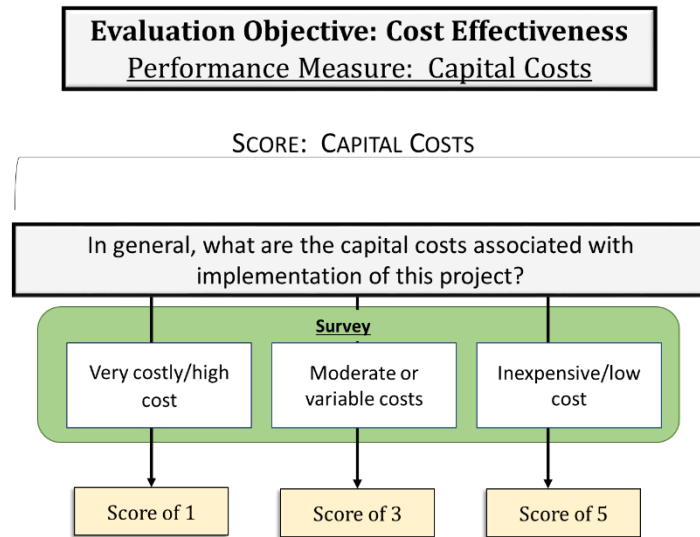 Evaluation Objective: Cost Effectiveness
Performance Measure: Capital Costs
SCORE: CAPITAL COSTS
In general, what are the capital costs associated with
implementation of this project?
Survey
Very costly/high
cost
Moderate or
variable costs
Inexpensive/low
cost
Score of 1
Score of 3
Score of 5